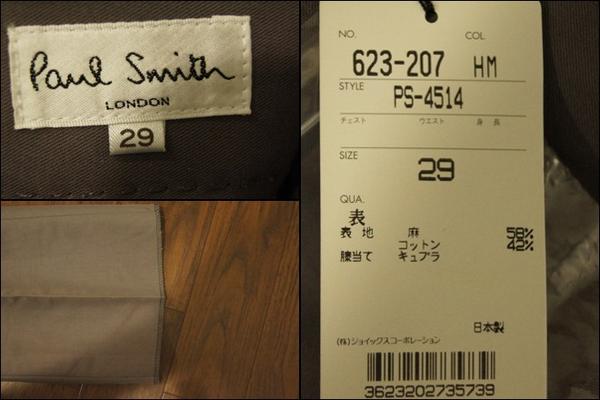 Paul Smith
LONDON
29
NO. COL.
623-207 HM
STYLE
PS-4514
チェスト ウエスト 身長
SIZE
29
QUA.
表
表地 麻 58%
コットン 42%
膝当て キュプラ
日本製
(株)ジョイックスコーポレーション
3623202735739